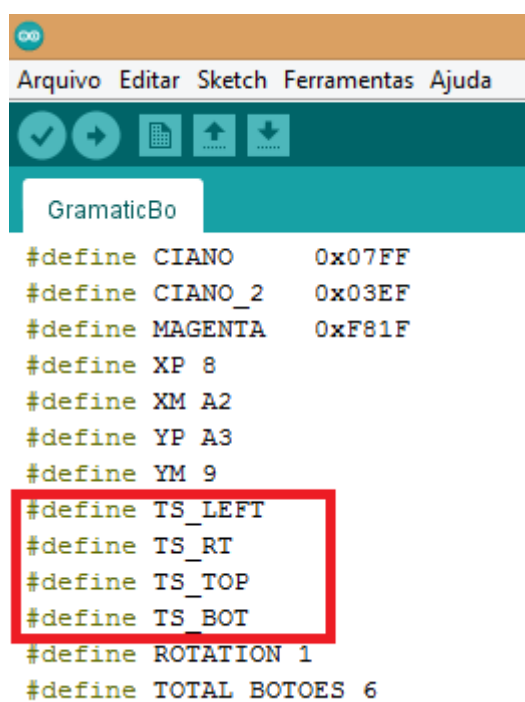 Arquivo Editar Sketch Ferramentas Ajuda
GramaticBo
#define CIANO 0x07FF
#define CIANO_2 0x03EF
#define MAGENTA 0xF81F
#define XP 8
#define XM A2
#define YP A3
#define YM 9
#define TS_LEFT
#define TS_RT
#define TS_TOP
#define TS_BOT
#define ROTATION 1
#define TOTAL_BOTOES 6